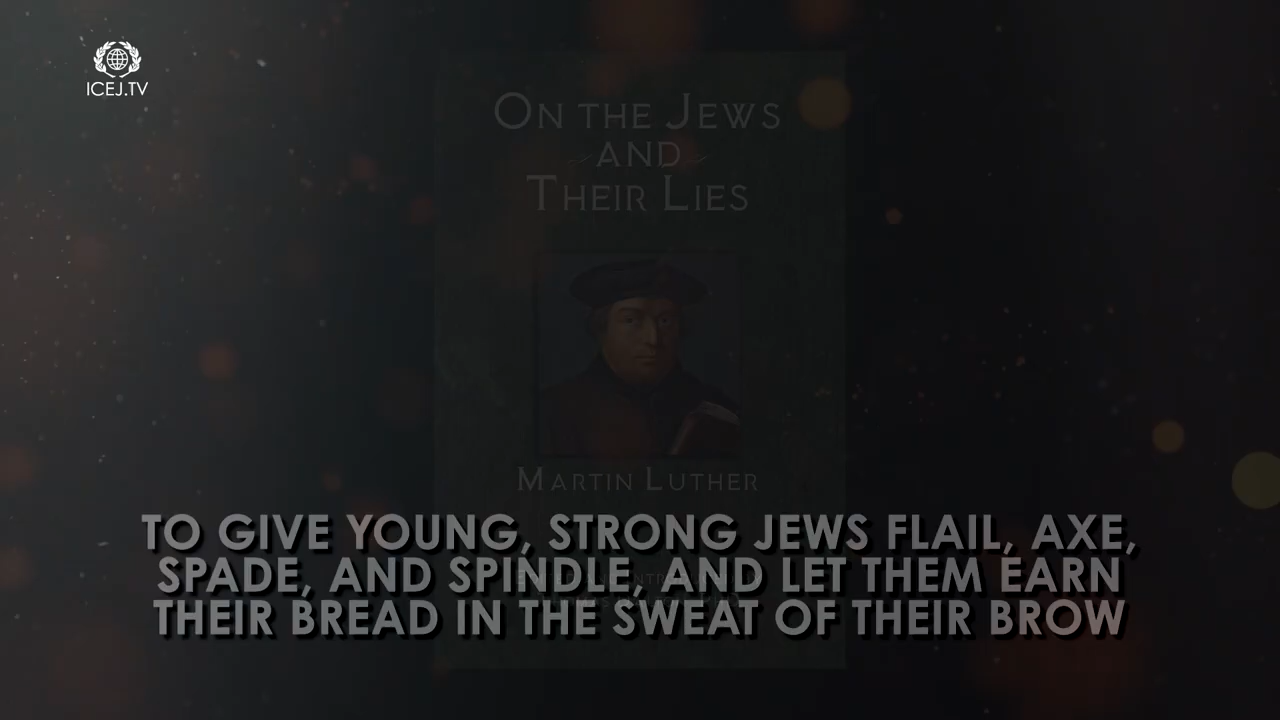 ICEJ.TV
ON THE JEWS
AND
THEIR LIES
MARTIN LUTHER
TO GIVE YOUNG, STRONG JEWS FLAIL, AXE,
SPADE, AND SPINDLE, AND LET THEM EARN
THEIR BREAD IN THE SWEAT OF THEIR BROW